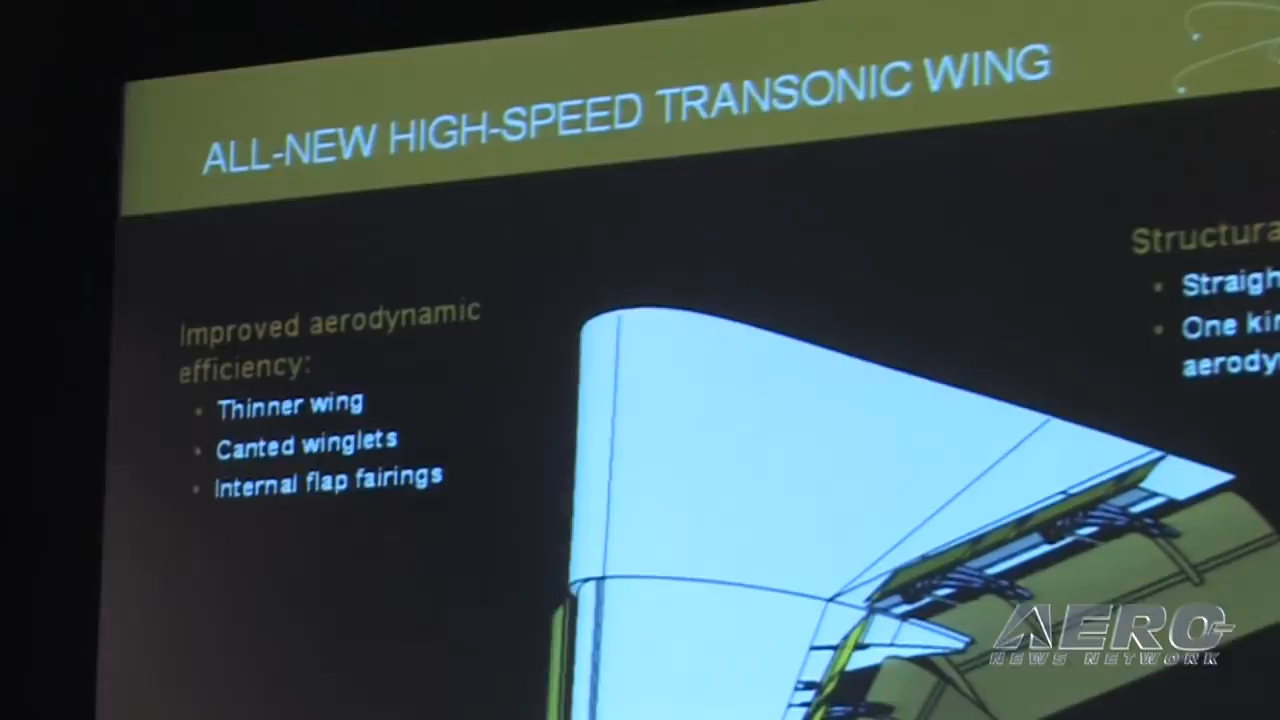 ALL-NEW HIGH-SPEED TRANSONIC WING
Improved aerodynamic
efficiency:
• Thinner wing
• Canted winglets
• Internal flap fairings
Structura
• Straigh
• One kin
aerody
AERO
NEWS NETWORK